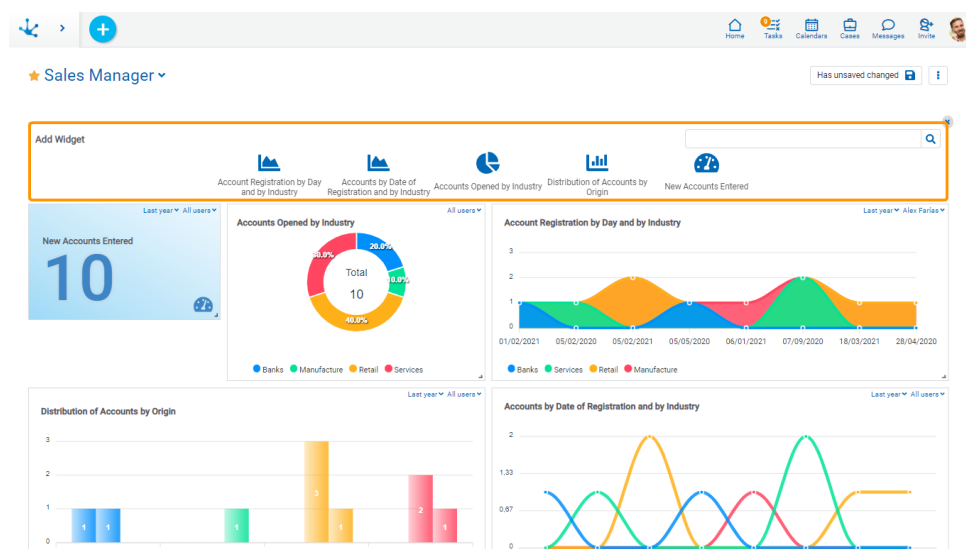 9
Home Tasks Calendars Cases Messages Invite
Sales Manager
Has unsaved changed
Add Widget
Account Registration by Day and by Industry
Accounts by Date of Registration and by Industry
Accounts Opened by Industry
Distribution of Accounts by Origin
New Accounts Entered
Last year All users
New Accounts Entered
10
All users
Accounts Opened by Industry
20.0%
10.0%
40.0%
Total
10
Banks Manufacture Retail Services
Last year Alex Farías
Account Registration by Day and by Industry
3
2
1
0
01/02/2021 05/02/2020 05/02/2021 05/05/2020 06/01/2021 07/09/2020 18/03/2021 28/04/2020
Banks Services Retail Manufacture
Last year All users
Distribution of Accounts by Origin
3
2
1
0
1 1 1 3 1 2 1
Last year All users
Accounts by Date of Registration and by Industry
2
1,33
0.67
0